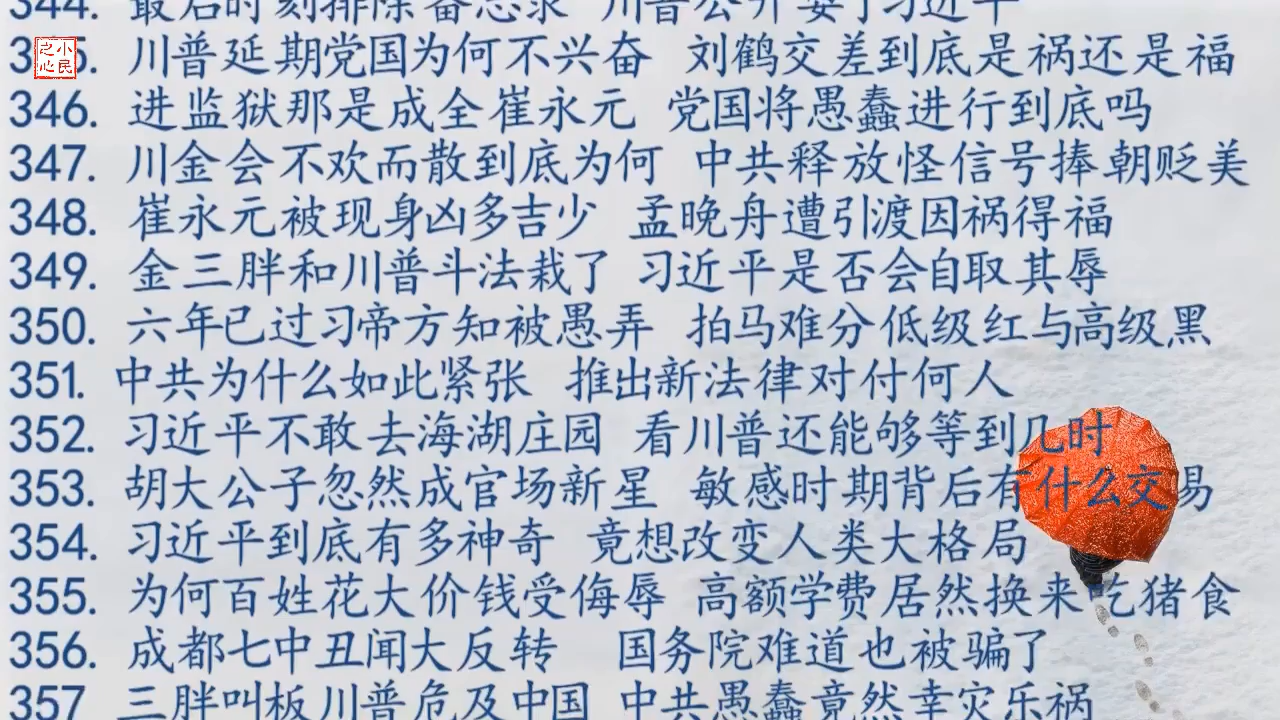 344. 最后时刻排除备忘录 川普公开耍了习近平
小民之心
345. 川普延期党国为何不兴奋 刘鹤交差到底是祸还是福
346. 进监狱那是成全崔永元 党国将愚蠢进行到底吗
347. 川金会不欢而散到底为何 中共释放怪信号捧朝贬美
348. 崔永元被现身凶多吉少 孟晚舟遭引渡因祸得福
349. 金三胖和川普斗法栽了 习近平是否会自取其辱
350. 六年已过习帝方知被愚弄 拍马难分低级红与高级黑
351. 中共为什么如此紧张 推出新法律对付何人
352. 习近平不敢去海湖庄园 看川普还能够等到几时
353. 胡大公子忽然成官场新星 敏感时期背后有什么交易
354. 习近平到底有多神奇 竟想改变人类大格局
355. 为何百姓花大价钱受侮辱 高额学费居然换来吃猪食
356. 成都七中丑闻大反转 国务院难道也被骗了
357 三胖叫板川普危及中国 中共愚蠢竟然幸灾乐祸